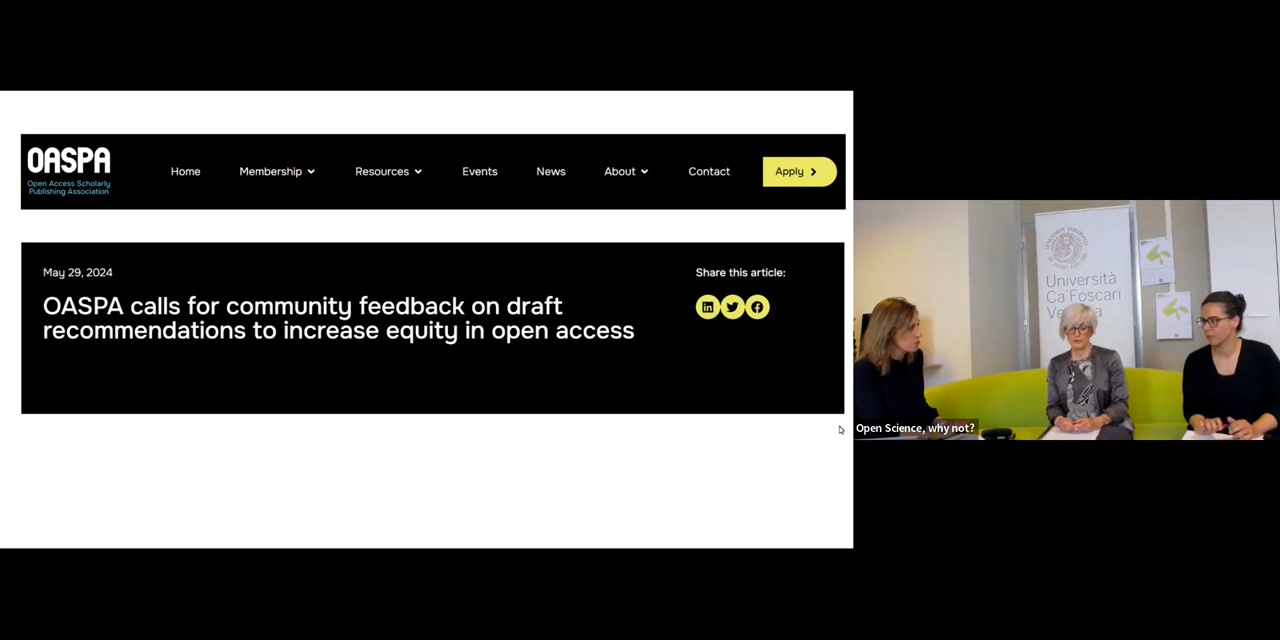 OASPA
Open Access Scholarly
Publishing Association
Home
Membership
Resources
Events
News
About
Contact
Apply
May 29, 2024
Share this article:
OASPA calls for community feedback on draft
recommendations to increase equity in open access
Università
Ca'Foscari
Open Science, why not?